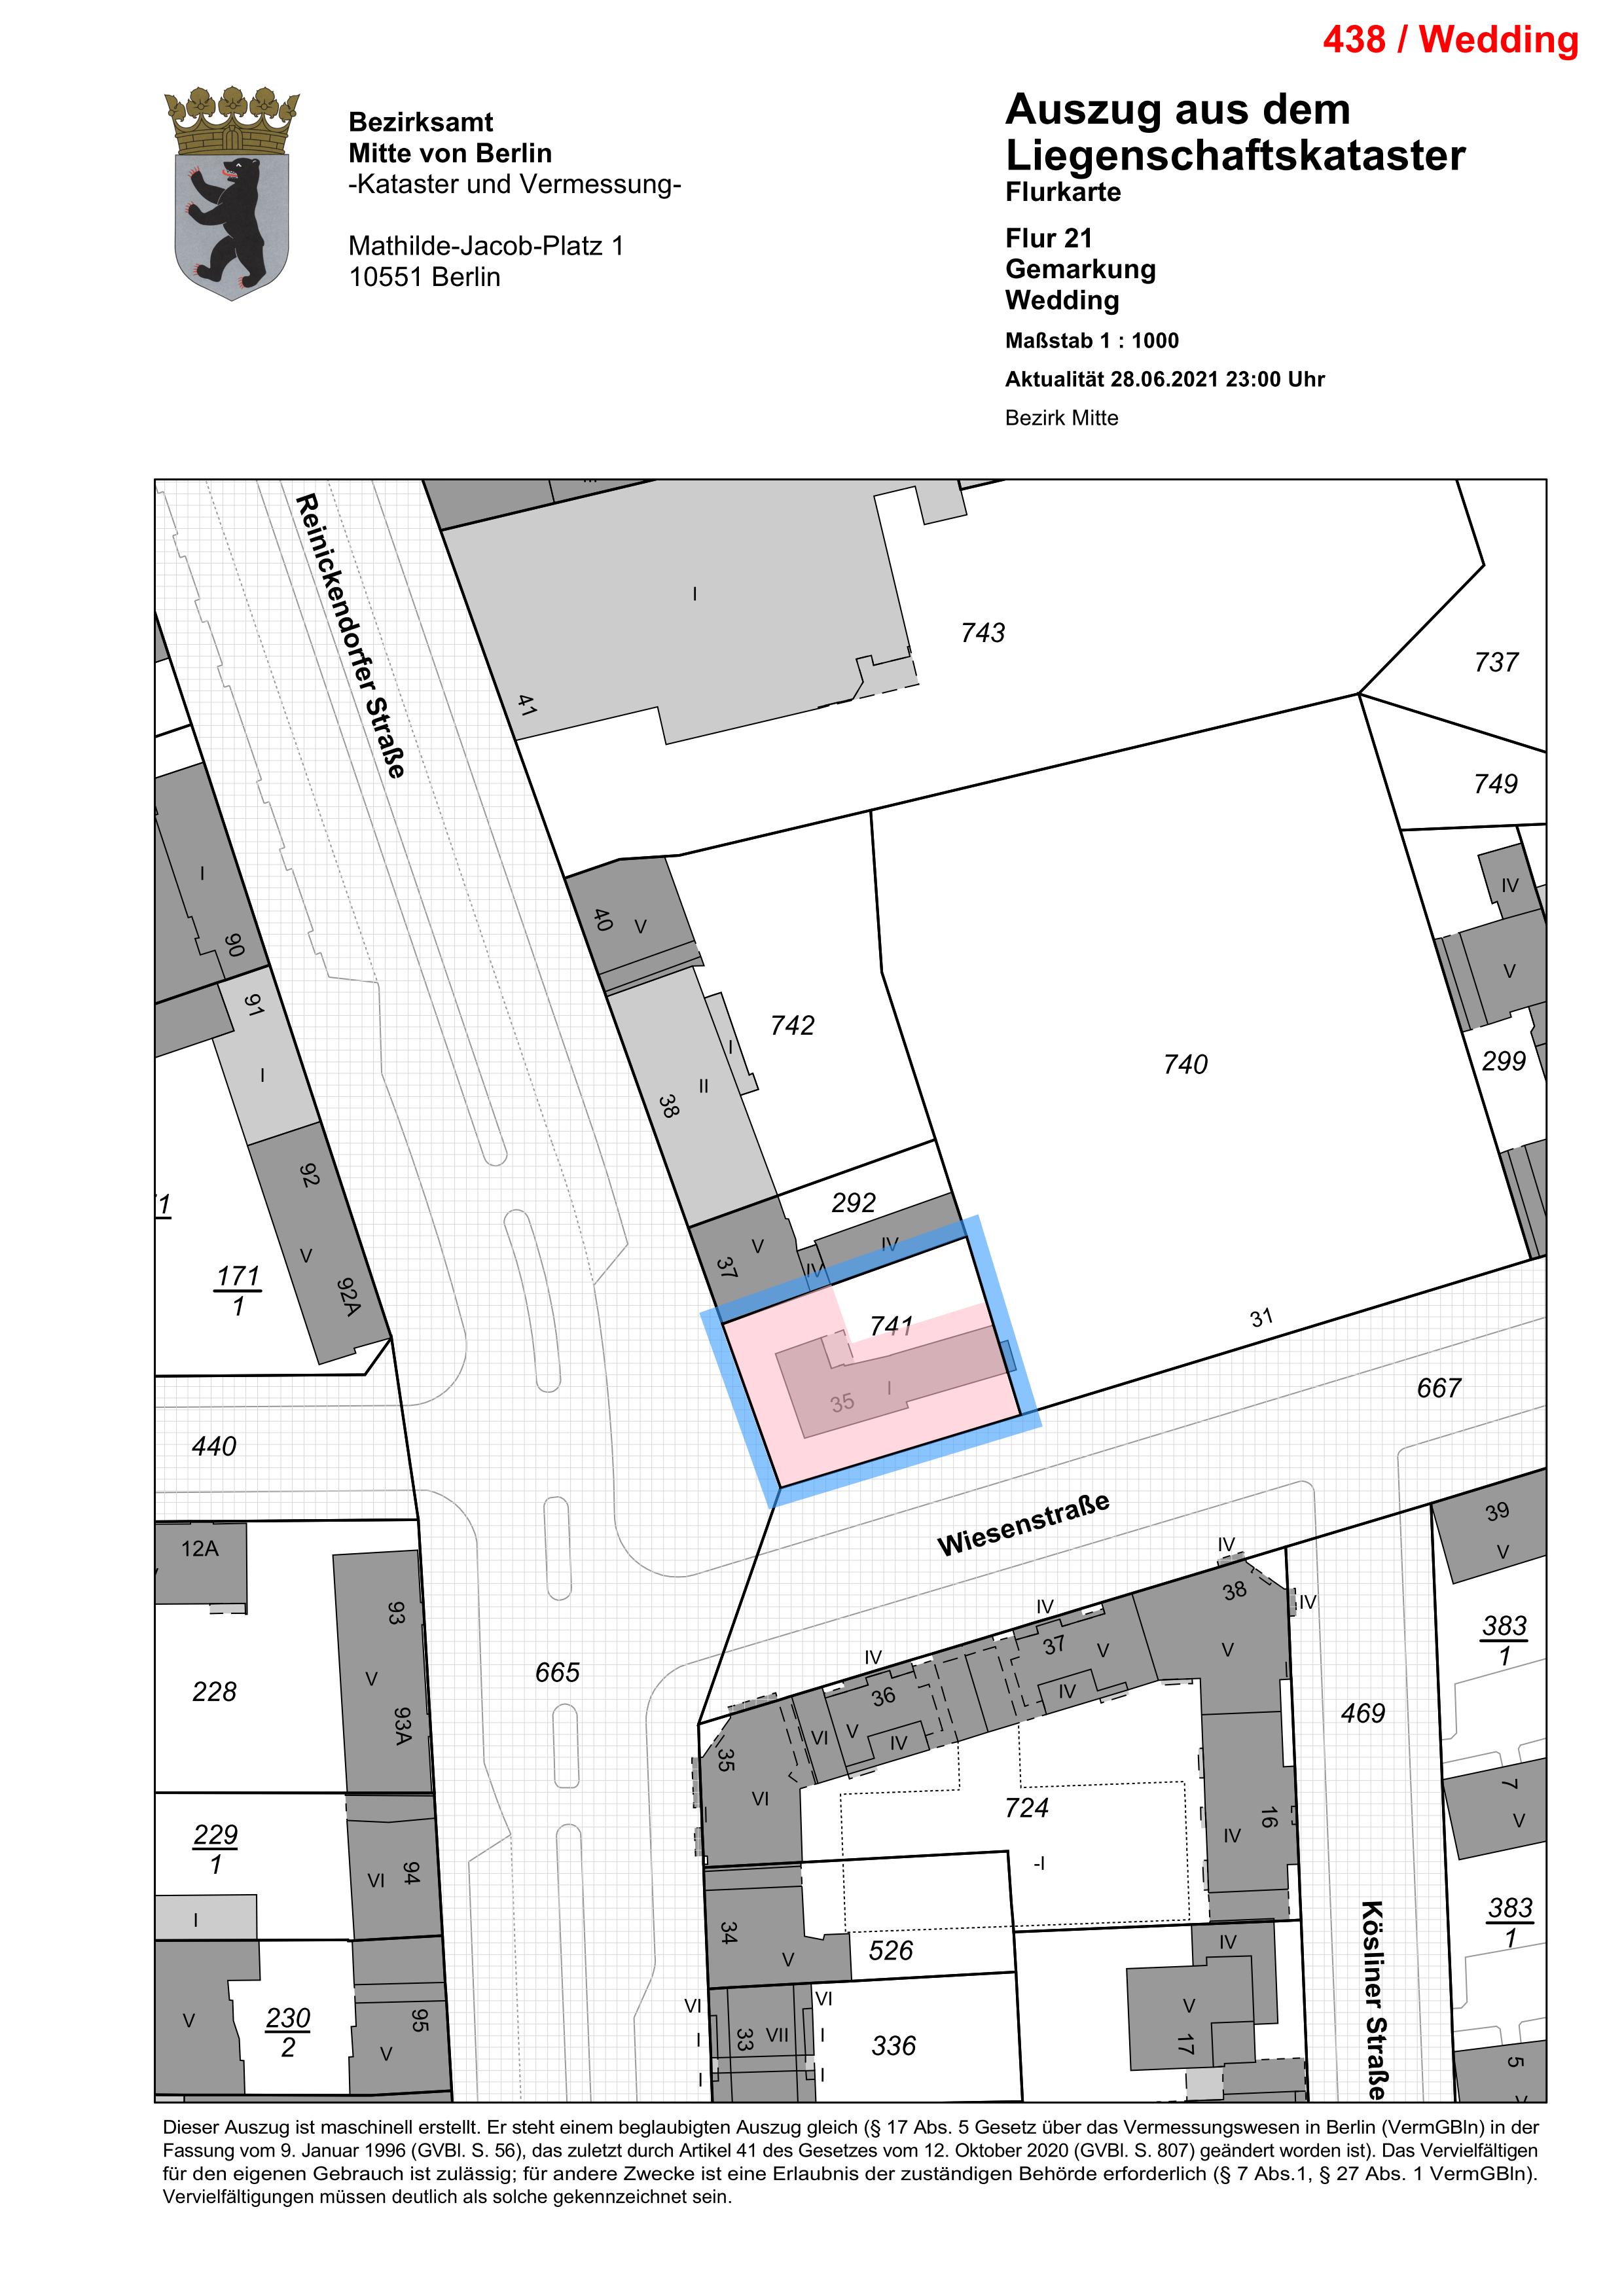 438 / Wedding
Bezirksamt
Mitte von Berlin
-Kataster und Vermessung-
Mathilde-Jacob-Platz 1
10551 Berlin
Auszug aus dem
Liegenschaftskataster
Flurkarte
Flur 21
Gemarkung
Wedding
Maßstab 1 : 1000
Aktualität 28.06.2021 23:00 Uhr
Bezirk Mitte
Reinickendorfer Straße
I
743
737
41
749
I
90
40
V
IV
V
91
742
I
II
I
38
740
299
92
V
92A
171
1
292
37
V
IV
IV
741
35
I
31
667
440
Wiesenstraße
12A
39
V
IV
38
IV
93
V
93A
228
665
IV
37
V
IV
V
IV
36
V
IV
VI
35
VI
383
1
469
724
-I
16
IV
7
V
229
1
VI
94
I
34
V
526
383
1
Kösliner Straße
IV
V
17
V
230
2
95
V
VI
VI
33
VII
I
I
I
I
336
5
V
Dieser Auszug ist maschinell erstellt. Er steht einem beglaubigten Auszug gleich (§ 17 Abs. 5 Gesetz über das Vermessungswesen in Berlin (VermGBln) in der
Fassung vom 9. Januar 1996 (GVBl. S. 56), das zuletzt durch Artikel 41 des Gesetzes vom 12. Oktober 2020 (GVBl. S. 807) geändert worden ist). Das Vervielfältigen
für den eigenen Gebrauch ist zulässig; für andere Zwecke ist eine Erlaubnis der zuständigen Behörde erforderlich (§ 7 Abs.1, § 27 Abs. 1 VermGBln).
Vervielfältigungen müssen deutlich als solche gekennzeichnet sein.